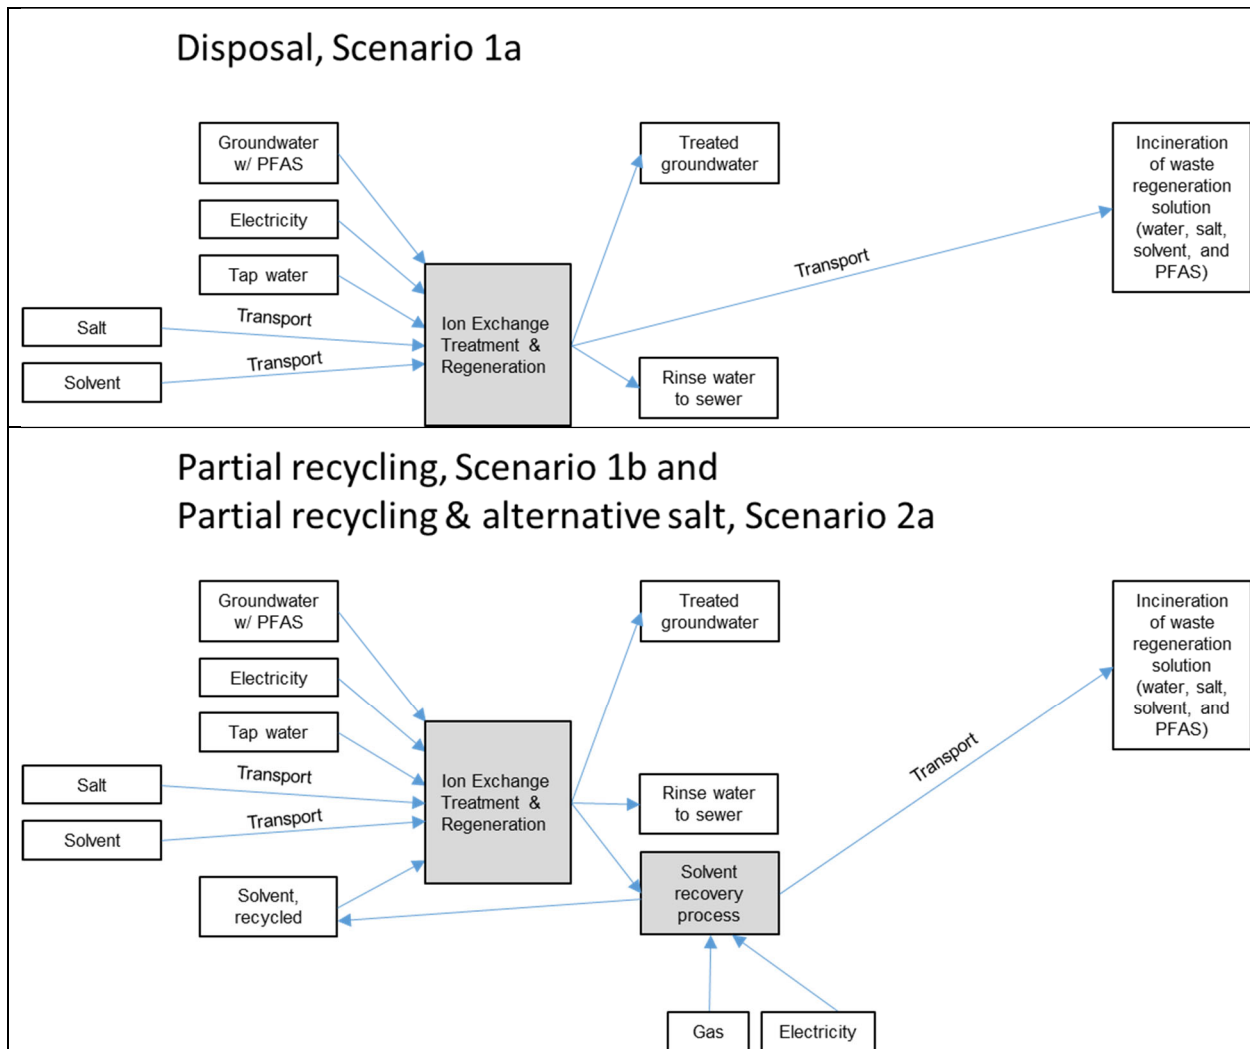 Disposal, Scenario 1a
Groundwater
w/ PFAS
Electricity
Tap water
Salt
Solvent
Transport
Transport
Ion Exchange
Treatment &
Regeneration
Treated
groundwater
Rinse water
to sewer
Transport
Incineration
of waste
regeneration
solution
(water, salt,
solvent, and
PFAS)
Partial recycling, Scenario 1b and
Partial recycling & alternative salt, Scenario 2a
Groundwater
w/ PFAS
Electricity
Tap water
Salt
Solvent
Transport
Transport
Solvent,
recycled
Ion Exchange
Treatment &
Regeneration
Treated
groundwater
Rinse water
to sewer
Solvent
recovery
process
Gas
Electricity
Transport
Incineration
of waste
regeneration
solution
(water, salt,
solvent, and
PFAS)